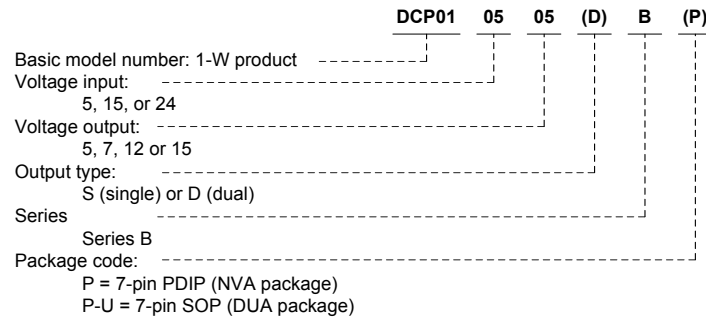 DCP01 05 05 (D) B (P)
Basic model number: 1-W product
Voltage input:
5, 15, or 24
Voltage output:
5, 7, 12 or 15
Output type:
S (single) or D (dual)
Series
Series B
Package code:
P = 7-pin PDIP (NVA package)
P-U = 7-pin SOP (DUA package)